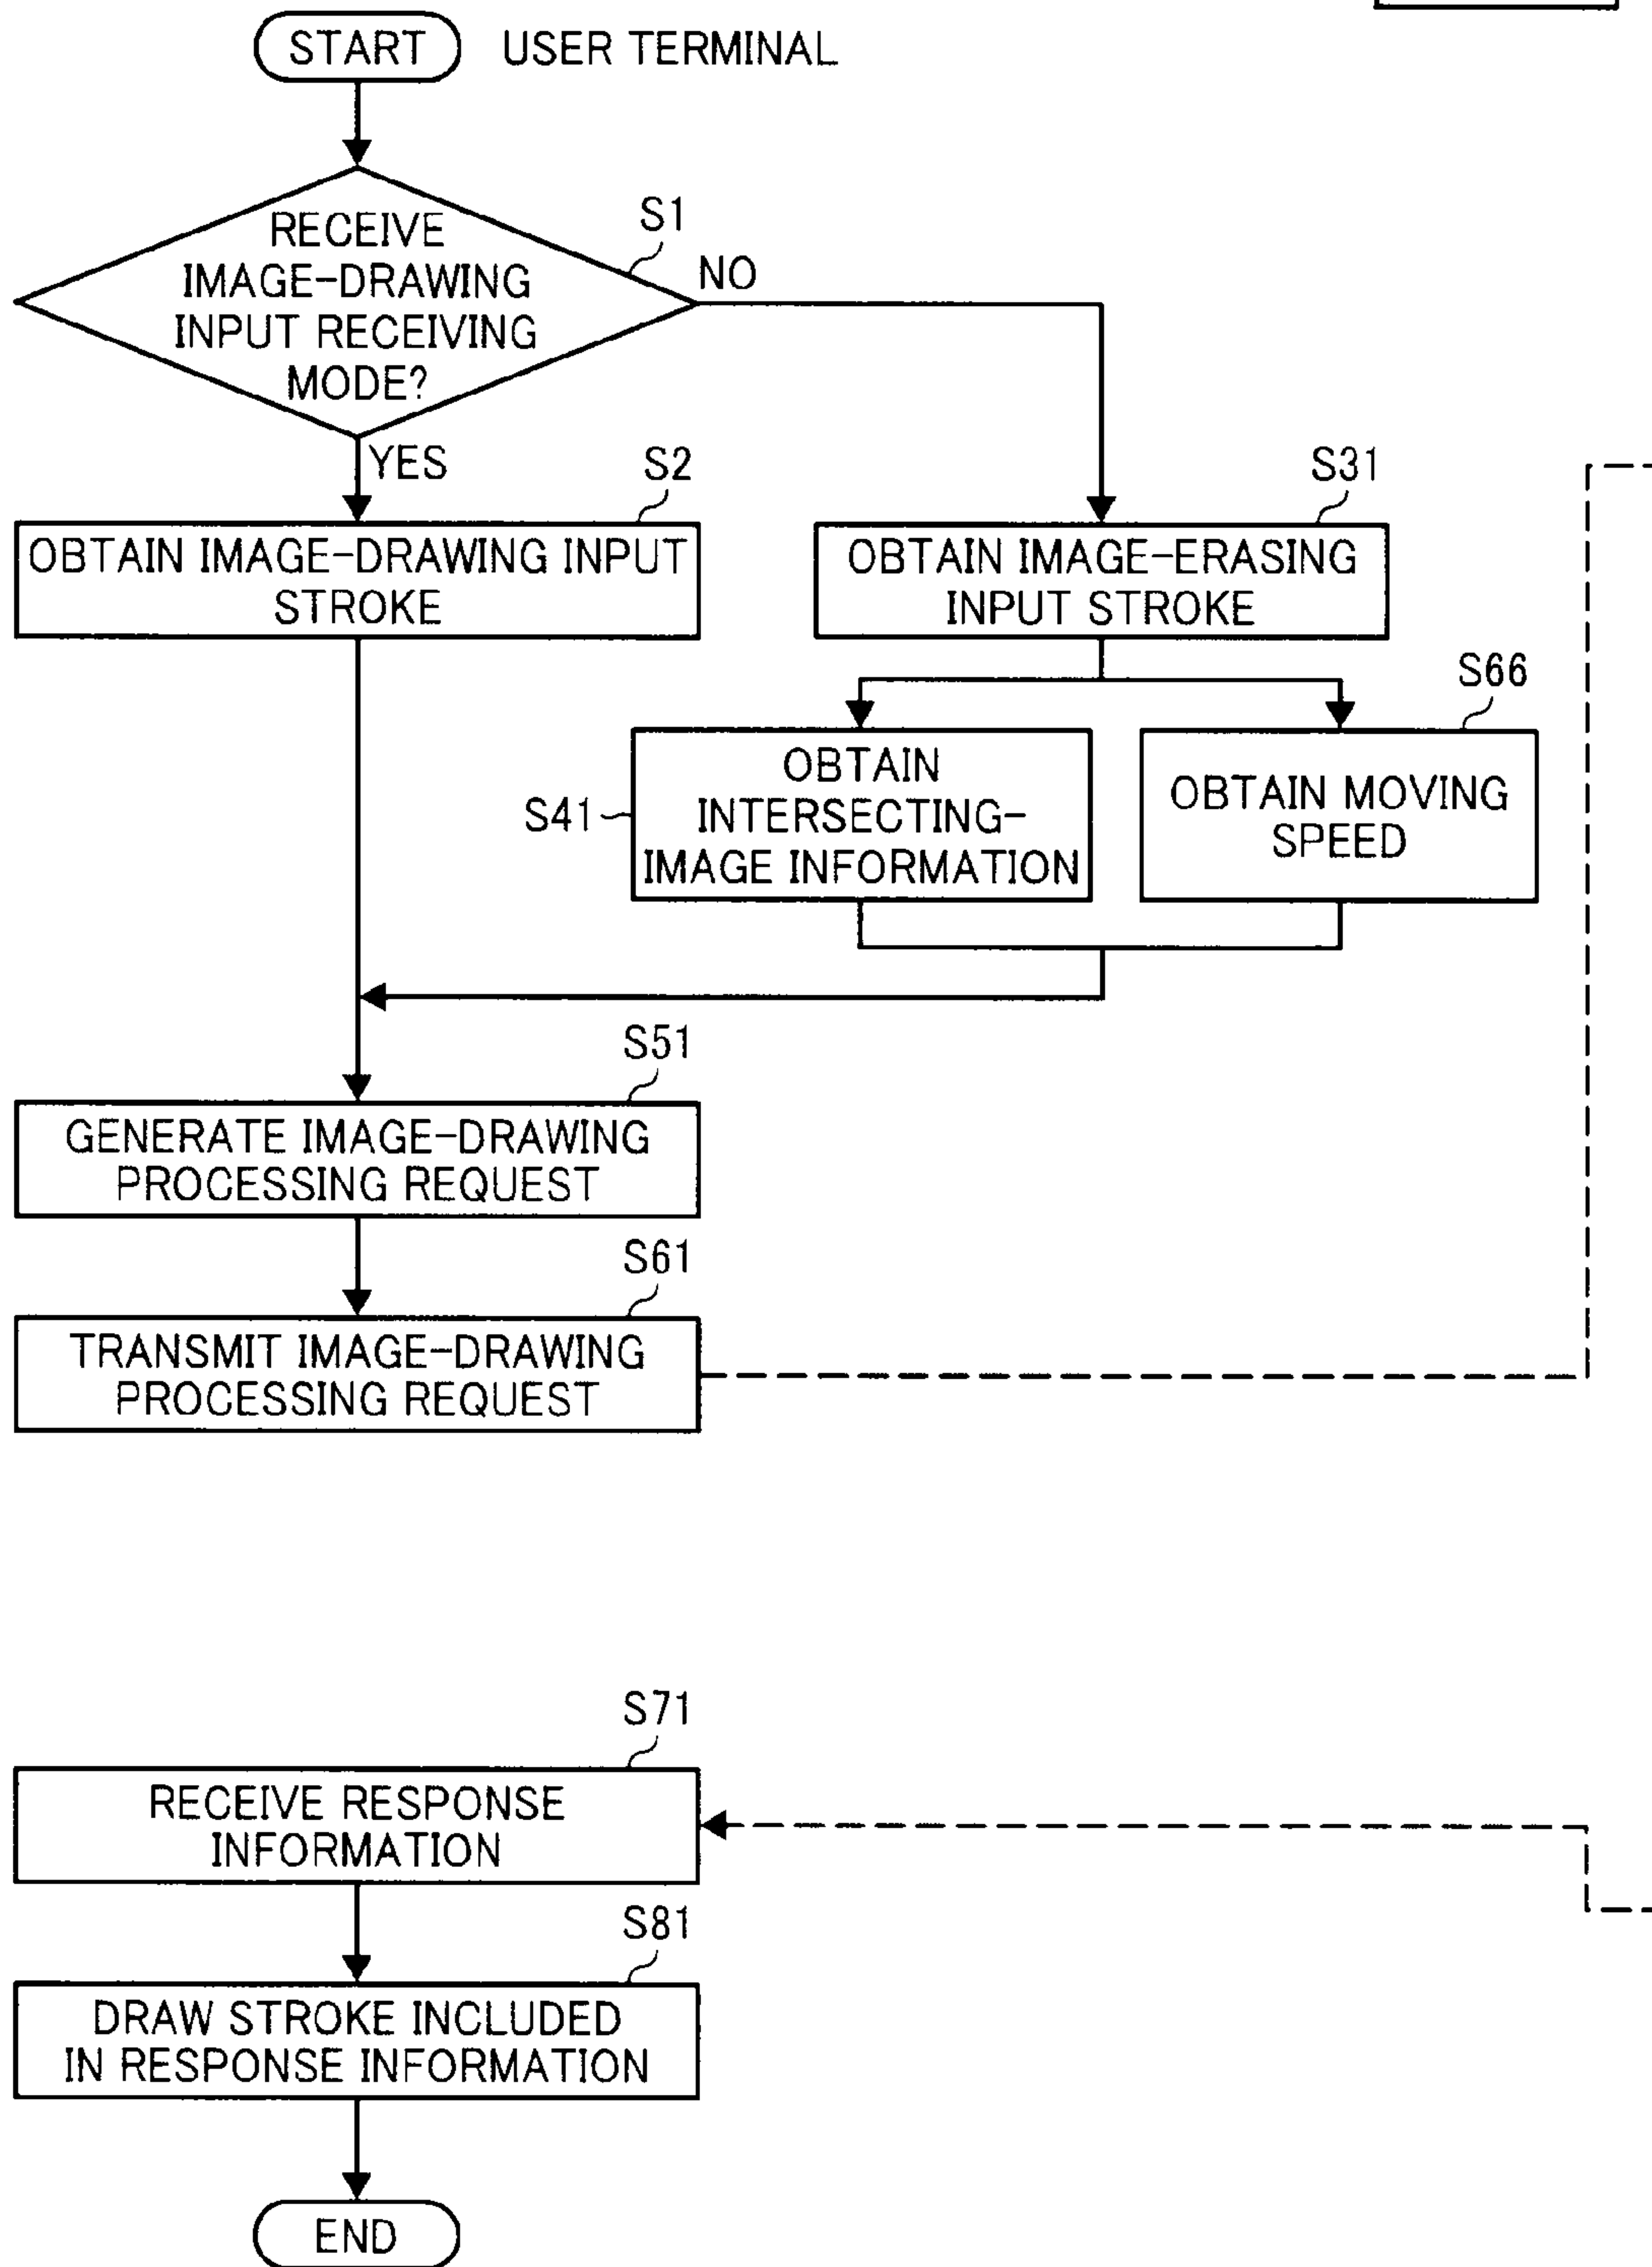 START
USER TERMINAL
S1
RECEIVE
IMAGE-DRAWING
INPUT RECEIVING
MODE?
NO
YES
S2
OBTAIN IMAGE-DRAWING INPUT
STROKE
S31
OBTAIN IMAGE-ERASING
INPUT STROKE
S41
OBTAIN
INTERSECTING-
IMAGE INFORMATION
S66
OBTAIN MOVING
SPEED
S51
GENERATE IMAGE-DRAWING
PROCESSING REQUEST
S61
TRANSMIT IMAGE-DRAWING
PROCESSING REQUEST
S71
RECEIVE RESPONSE
INFORMATION
S81
DRAW STROKE INCLUDED
IN RESPONSE INFORMATION
END